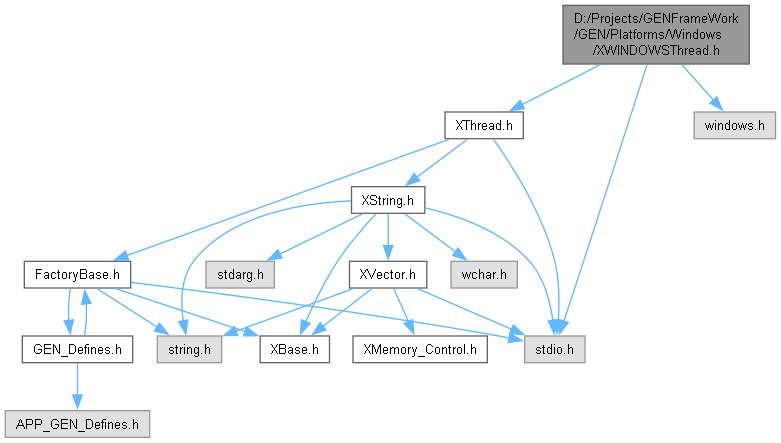 D:/Projects/GENFrameWork
/GEN/Platforms/Windows
/XWINDOWSThread.h
XThread.h
windows.h
XString.h
FactoryBase.h
stdarg.h
XVector.h
wchar.h
GEN_Defines.h
string.h
XBase.h
XMemory_Control.h
stdio.h
APP_GEN_Defines.h